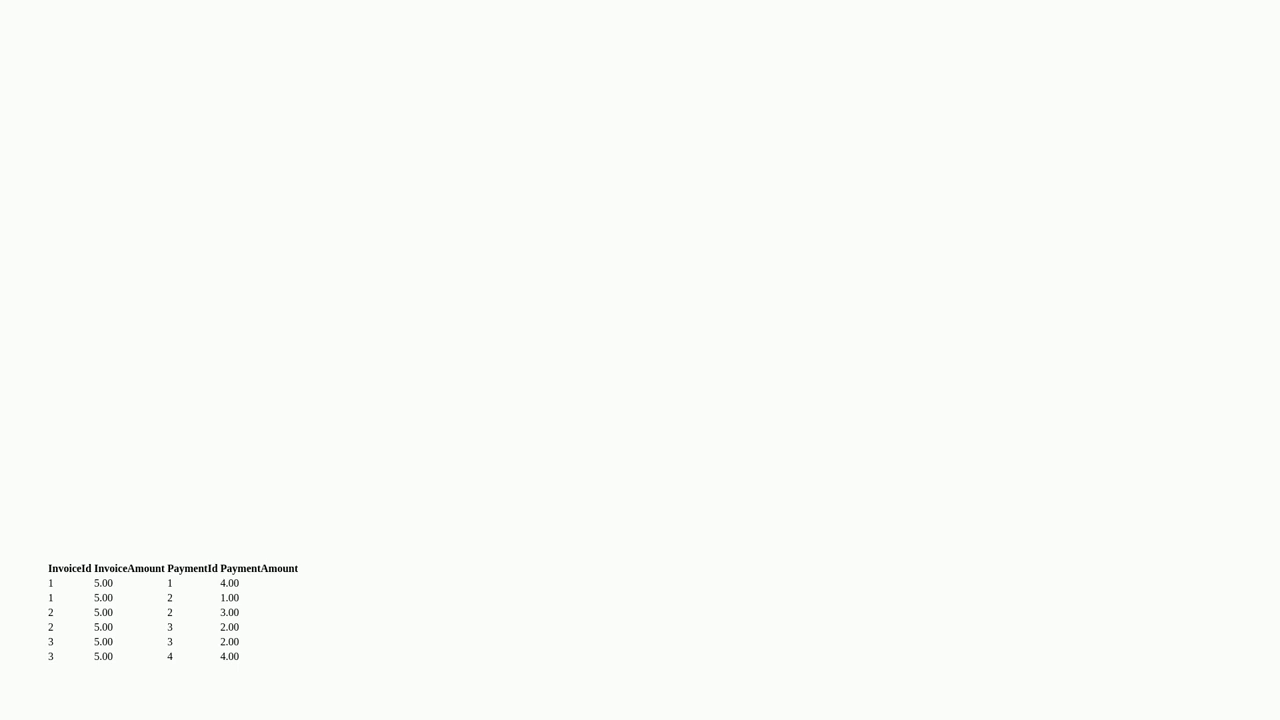 InvoiceId InvoiceAmount PaymentId PaymentAmount
1 5.00 1 4.00
1 5.00 2 1.00
2 5.00 2 3.00
2 5.00 3 2.00
3 5.00 3 2.00
3 5.00 4 4.00